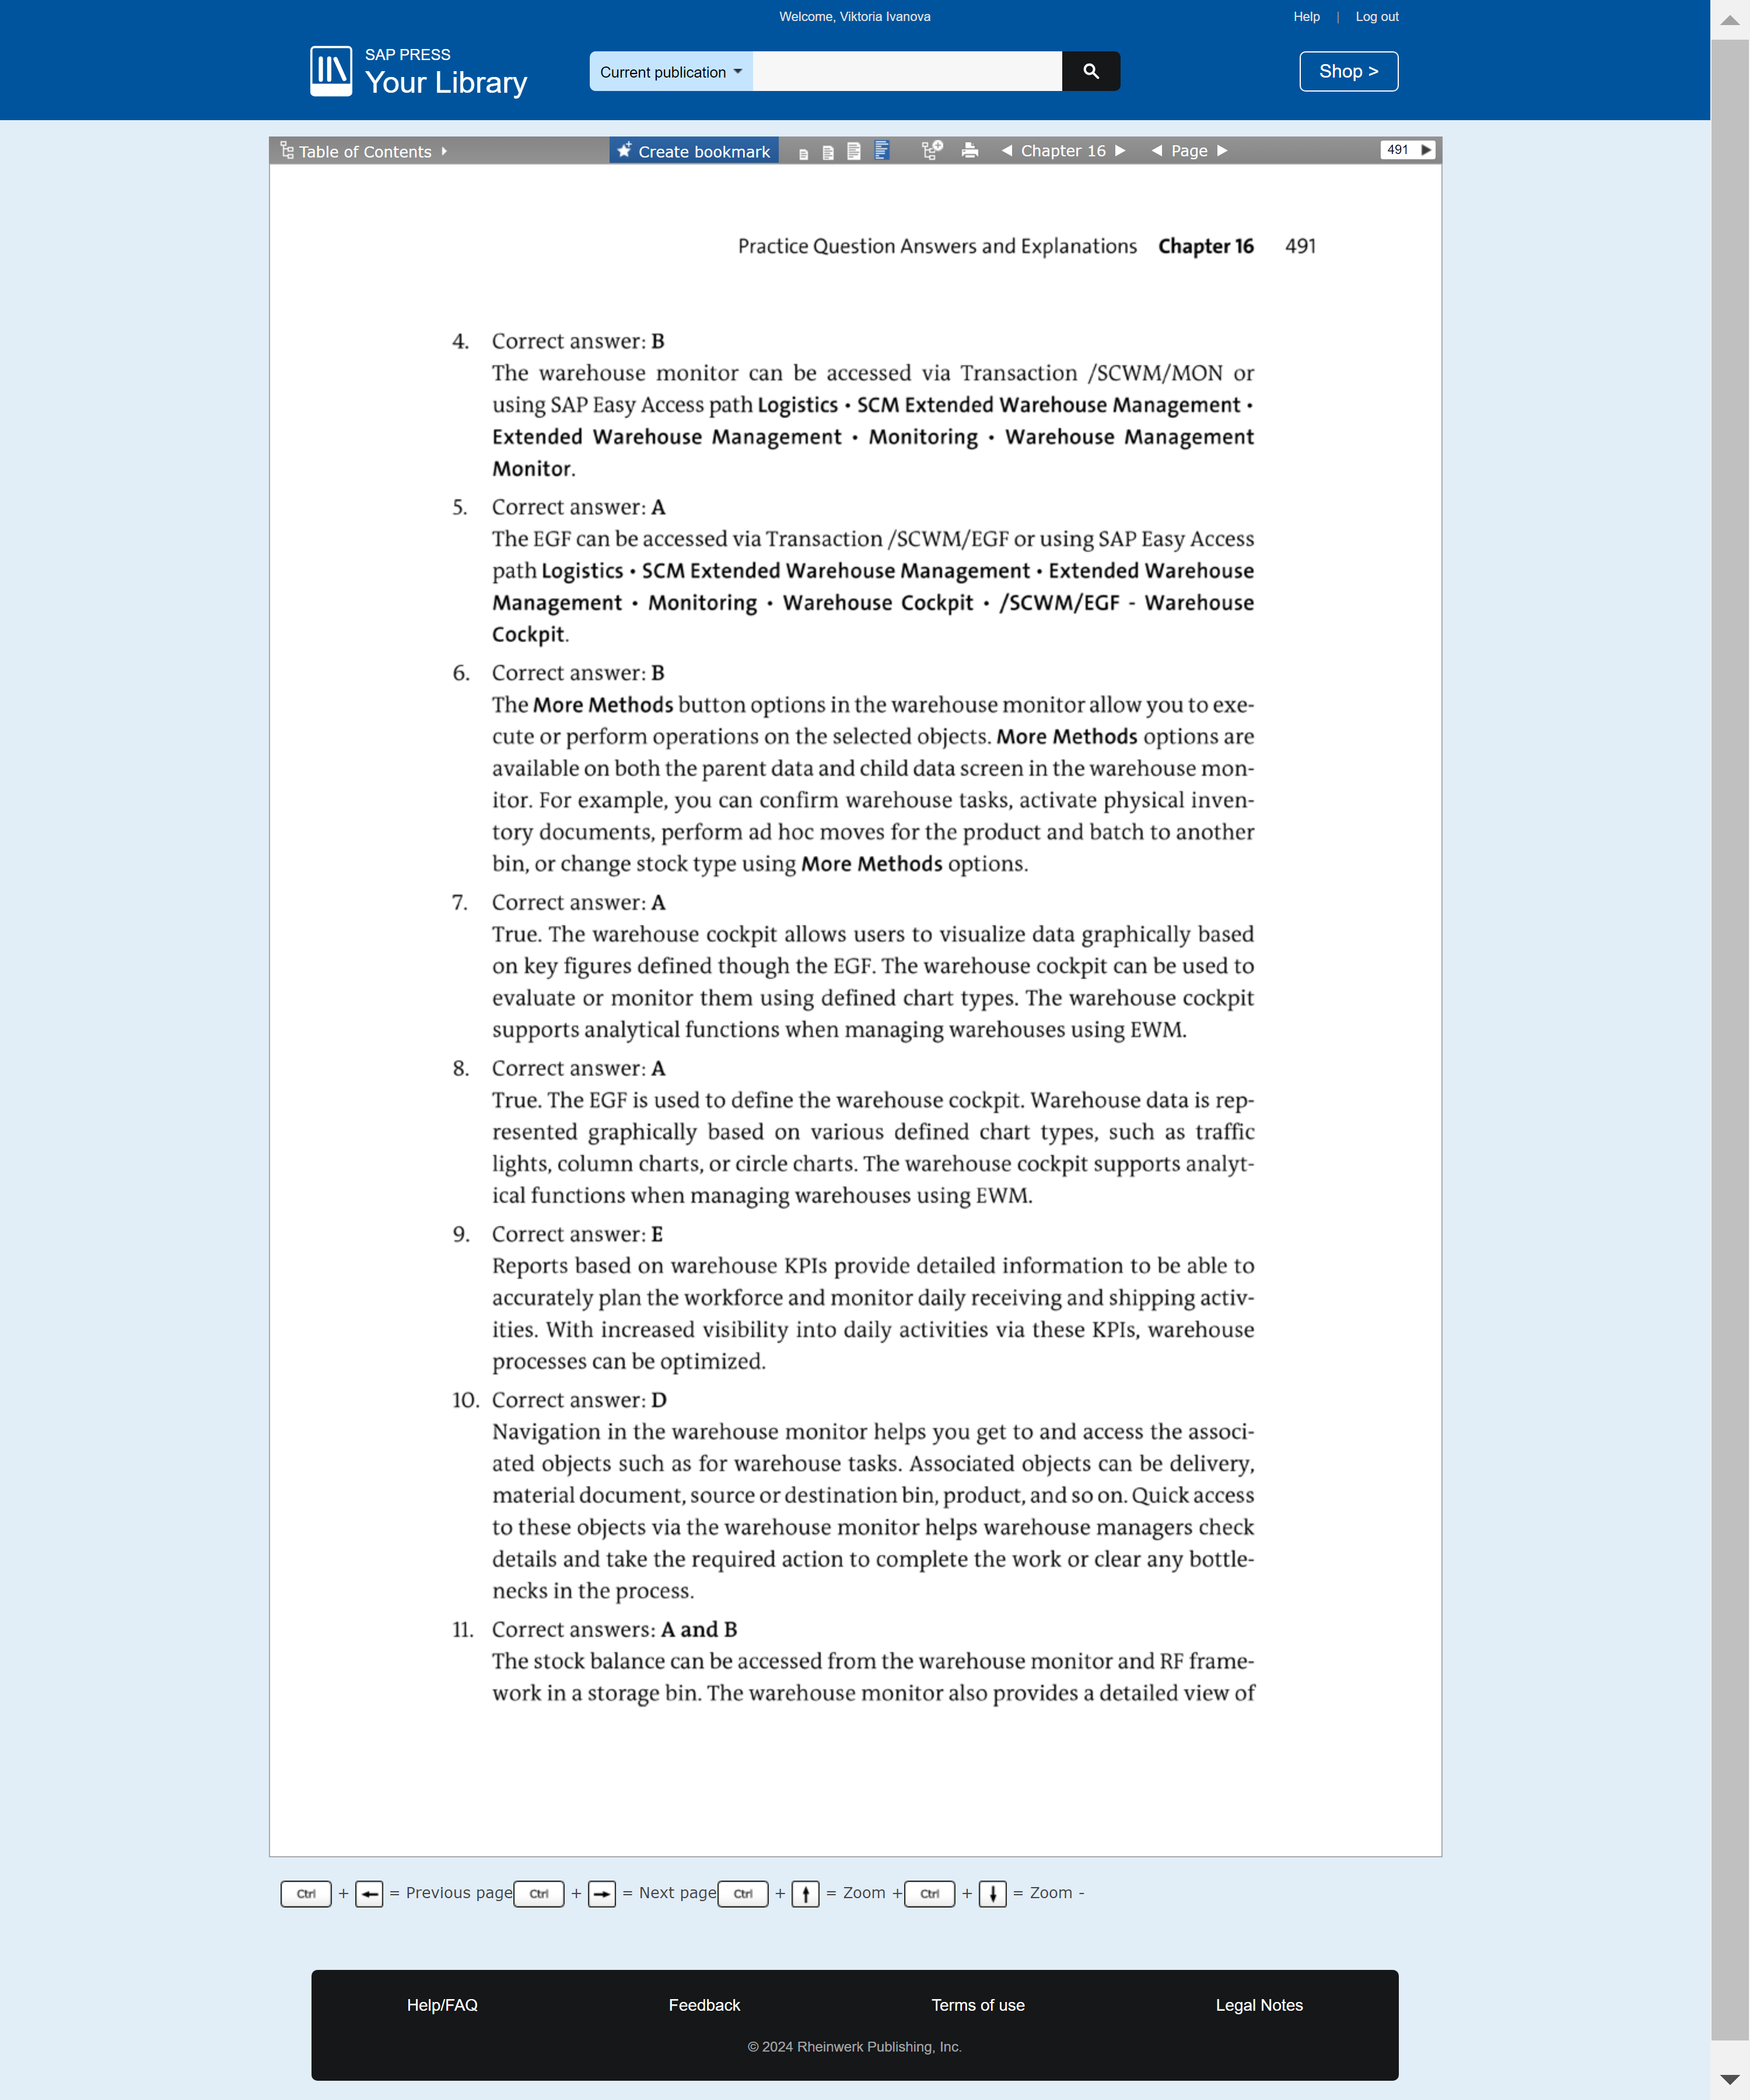 Welcome, Viktoria Ivanova
Help | Log out
SAP PRESS
Your Library
Current publication
Shop >
Table of Contents
Create bookmark
Chapter 16
Page
491
Practice Question Answers and Explanations Chapter 16 491
4. Correct answer: B
The warehouse monitor can be accessed via Transaction /SCWM/MON or
using SAP Easy Access path Logistics • SCM Extended Warehouse Management •
Extended Warehouse Management • Monitoring • Warehouse Management
Monitor.
5. Correct answer: A
The EGF can be accessed via Transaction /SCWM/EGF or using SAP Easy Access
path Logistics • SCM Extended Warehouse Management • Extended Warehouse
Management • Monitoring • Warehouse Cockpit • /SCWM/EGF - Warehouse
Cockpit.
6. Correct answer: B
The More Methods button options in the warehouse monitor allow you to exe-
cute or perform operations on the selected objects. More Methods options are
available on both the parent data and child data screen in the warehouse mon-
itor. For example, you can confirm warehouse tasks, activate physical inven-
tory documents, perform ad hoc moves for the product and batch to another
bin, or change stock type using More Methods options.
7. Correct answer: A
True. The warehouse cockpit allows users to visualize data graphically based
on key figures defined though the EGF. The warehouse cockpit can be used to
evaluate or monitor them using defined chart types. The warehouse cockpit
supports analytical functions when managing warehouses using EWM.
8. Correct answer: A
True. The EGF is used to define the warehouse cockpit. Warehouse data is rep-
resented graphically based on various defined chart types, such as traffic
lights, column charts, or circle charts. The warehouse cockpit supports analyt-
ical functions when managing warehouses using EWM.
9. Correct answer: E
Reports based on warehouse KPIs provide detailed information to be able to
accurately plan the workforce and monitor daily receiving and shipping activ-
ities. With increased visibility into daily activities via these KPIs, warehouse
processes can be optimized.
10. Correct answer: D
Navigation in the warehouse monitor helps you get to and access the associ-
ated objects such as for warehouse tasks. Associated objects can be delivery,
material document, source or destination bin, product, and so on. Quick access
to these objects via the warehouse monitor helps warehouse managers check
details and take the required action to complete the work or clear any bottle-
necks in the process.
11. Correct answers: A and B
The stock balance can be accessed from the warehouse monitor and RF frame-
work in a storage bin. The warehouse monitor also provides a detailed view of
Ctrl + ← = Previous page Ctrl + → = Next page Ctrl + ↑ = Zoom + Ctrl + ↓ = Zoom -
Help/FAQ Feedback Terms of use Legal Notes
© 2024 Rheinwerk Publishing, Inc.